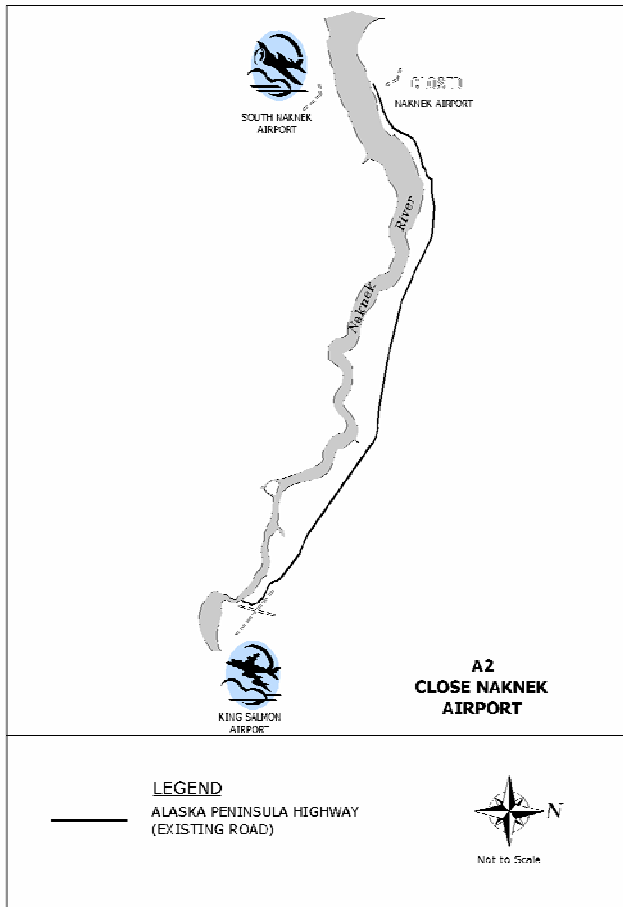 CLOSED
NAKNEK AIRPORT
SOUTH NAKNEK
AIRPORT
River
Naknek
A2
CLOSE NAKNEK
AIRPORT
KING SALMON
AIRPORT
LEGEND
ALASKA PENINSULA HIGHWAY
(EXISTING ROAD)
N
Not to Scale